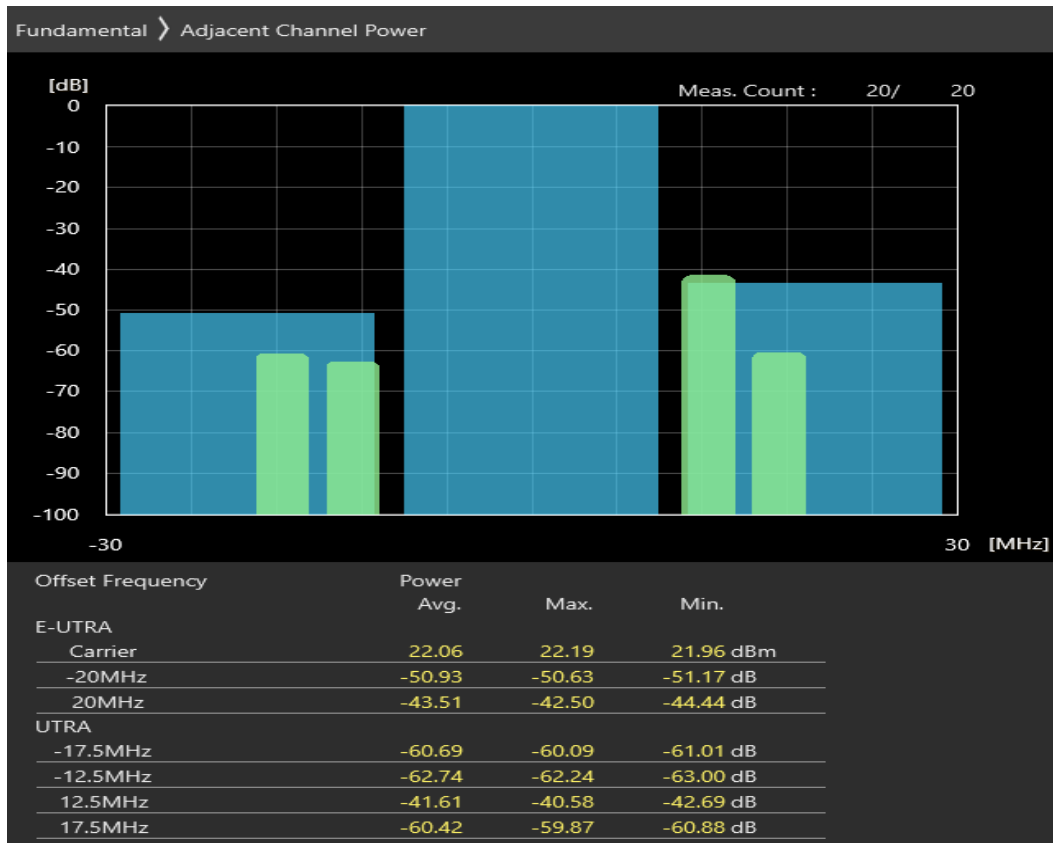 Fundamental 〉 Adjacent Channel Power
[dB]
Meas. Count : 20/ 20
0
-10
-20
-30
-40
-50
-60
-70
-80
-90
-100
-30 30 [MHz]
Offset Frequency Power
Avg. Max. Min.
E-UTRA
Carrier 22.06 22.19 21.96 dBm
-20MHz -50.93 -50.63 -51.17 dB
20MHz -43.51 -42.50 -44.44 dB
UTRA
-17.5MHz -60.69 -60.09 -61.01 dB
-12.5MHz -62.74 -62.24 -63.00 dB
12.5MHz -41.61 -40.58 -42.69 dB
17.5MHz -60.42 -59.87 -60.88 dB